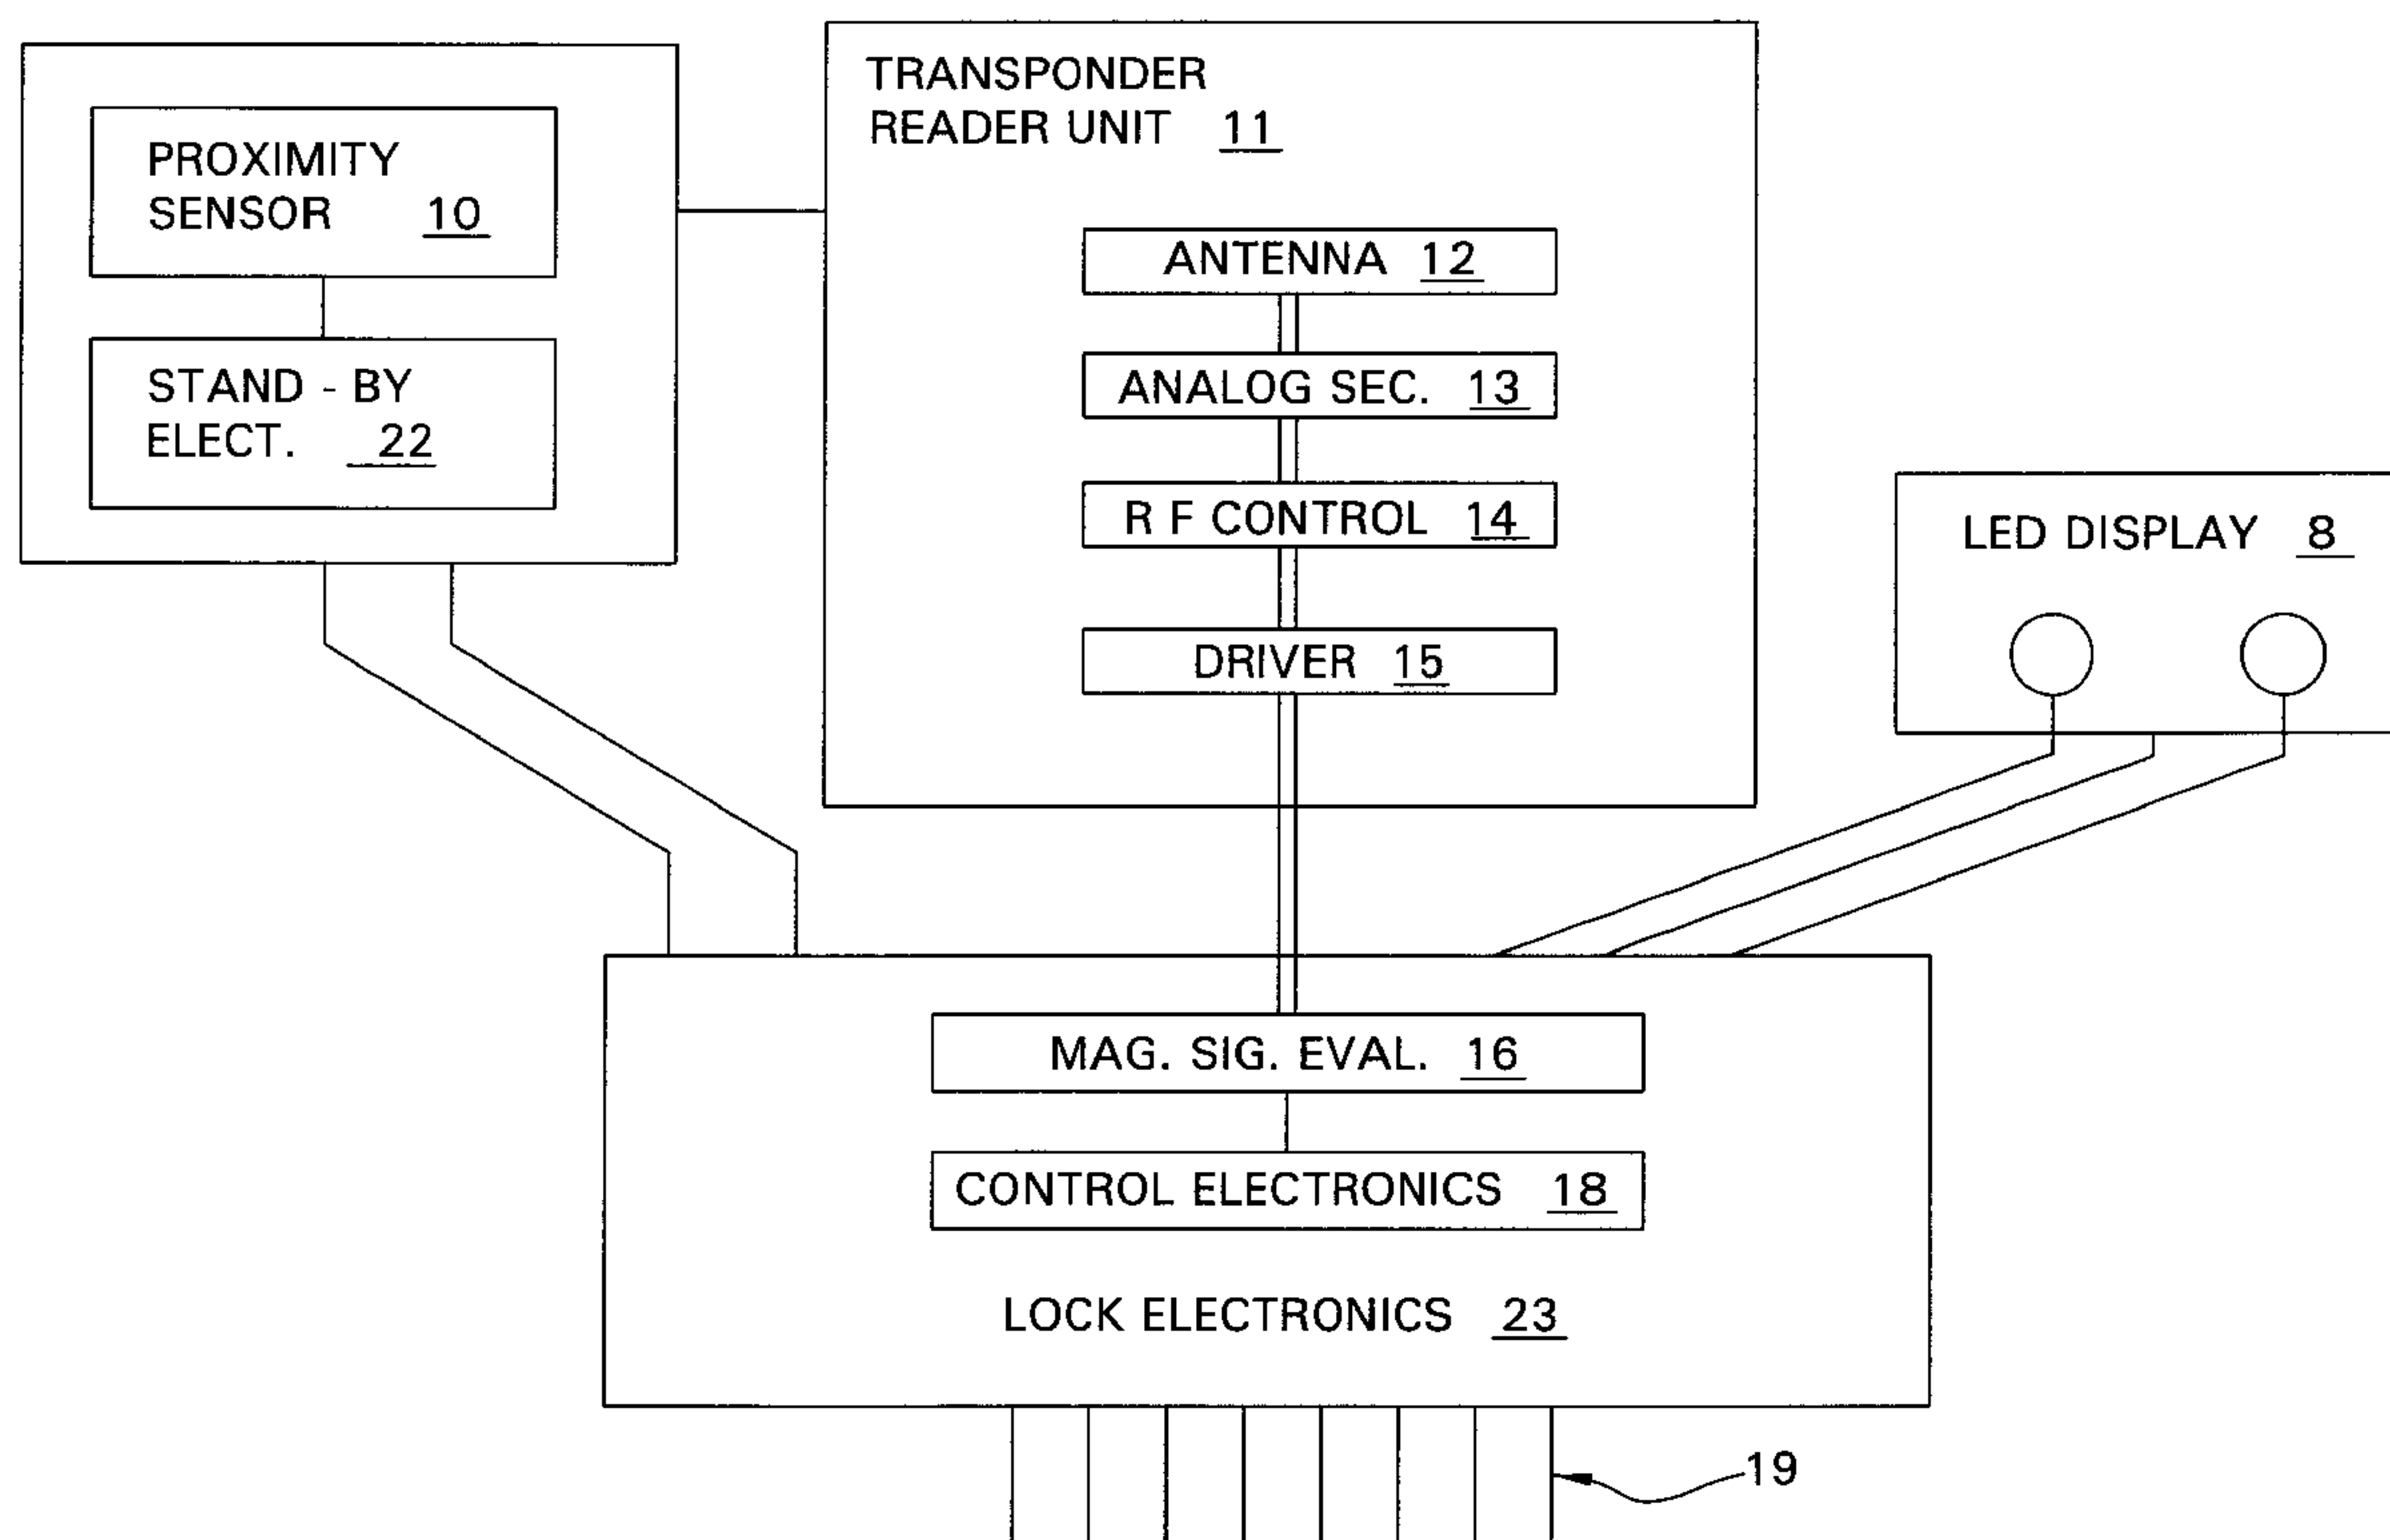 PROXIMITY
SENSOR 10
STAND - BY
ELECT. 22
TRANSPONDER
READER UNIT 11
ANTENNA 12
ANALOG SEC. 13
R F CONTROL 14
DRIVER 15
LED DISPLAY 8
MAG. SIG. EVAL. 16
CONTROL ELECTRONICS 18
LOCK ELECTRONICS 23
19